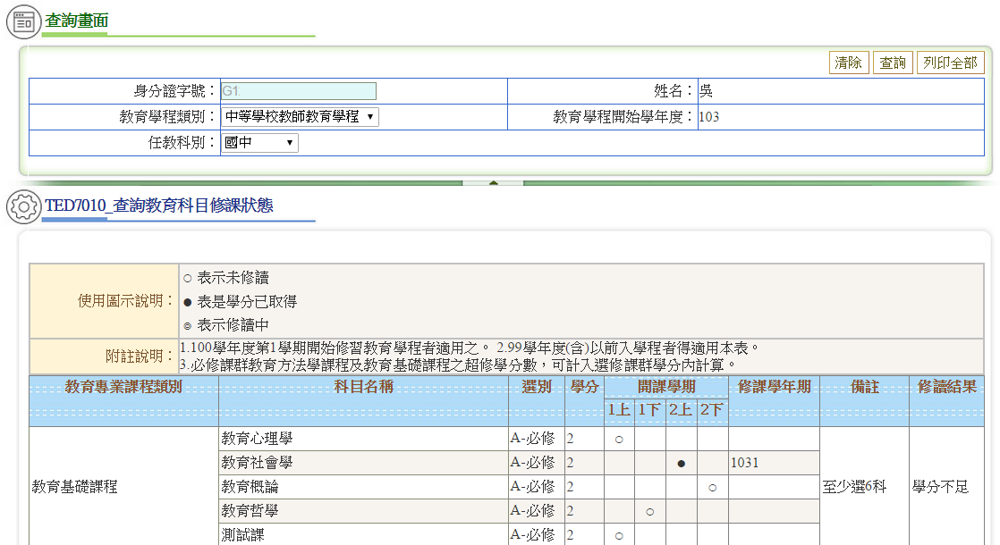 查詢畫面
清除 查詢 列印全部
身分證字號： G1 姓名： 吳
教育學程類別： 中等學校教師教育學程 教育學程開始學年度： 103
任教科別： 國中
TED7010_查詢教育科目修課狀態
使用圖示說明：
○ 表示未修讀
● 表是學分已取得
◎ 表示修讀中
附註說明：
1.100學年度第1學期開始修習教育學程者適用之。 2.99學年度(含)以前入學程者得適用本表。
3.必修課群教育方法學課程及教育基礎課程之超修學分數，可計入選修課群學分內計算。
教育專業課程類別 科目名稱 選別 學分 開課學期 修課學年期 備註 修讀結果
1上 1下 2上 2下
教育心理學 A-必修 2 ○
教育社會學 A-必修 2 ● 1031
教育基礎課程 教育概論 A-必修 2 ○ 至少選6科 學分不足
教育哲學 A-必修 2 ○
測試課 A-必修 2 ○